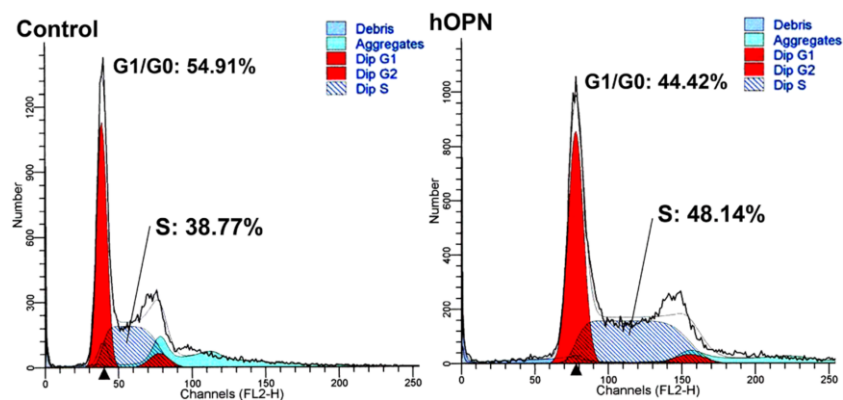 Control
Debris
Aggregates
Dip G1
Dip G2
Dip S
G1/G0: 54.91%
S: 38.77%
Number
0
300
600
900
1200
0
50
100
150
200
250
Channels (FL2-H)
hOPN
Debris
Aggregates
Dip G1
Dip G2
Dip S
G1/G0: 44.42%
S: 48.14%
Number
0
200
400
600
800
1000
0
50
100
150
200
250
Channels (FL2-H)